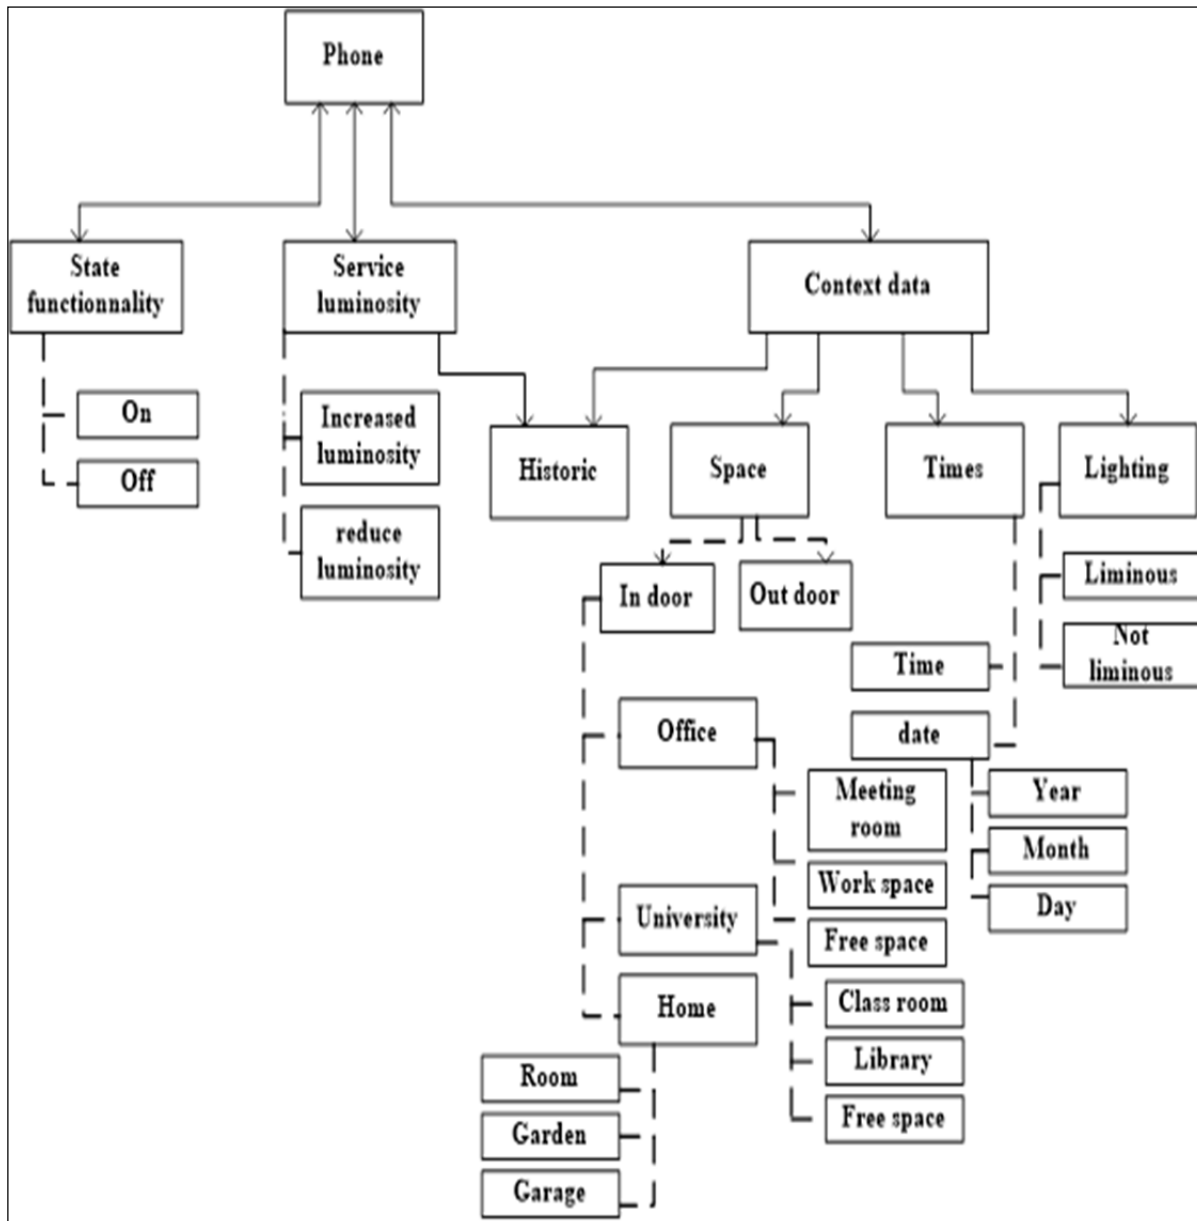 Phone
State
functionnality
Service
luminosity
Context data
On
Off
Increased
luminosity
reduce
luminosity
Historic
Space
Times
Lighting
In door
Out door
Liminous
Not
liminous
Time
date
Office
Meeting
room
Year
Month
Day
Work space
Free space
University
Home
Class room
Library
Free space
Room
Garden
Garage